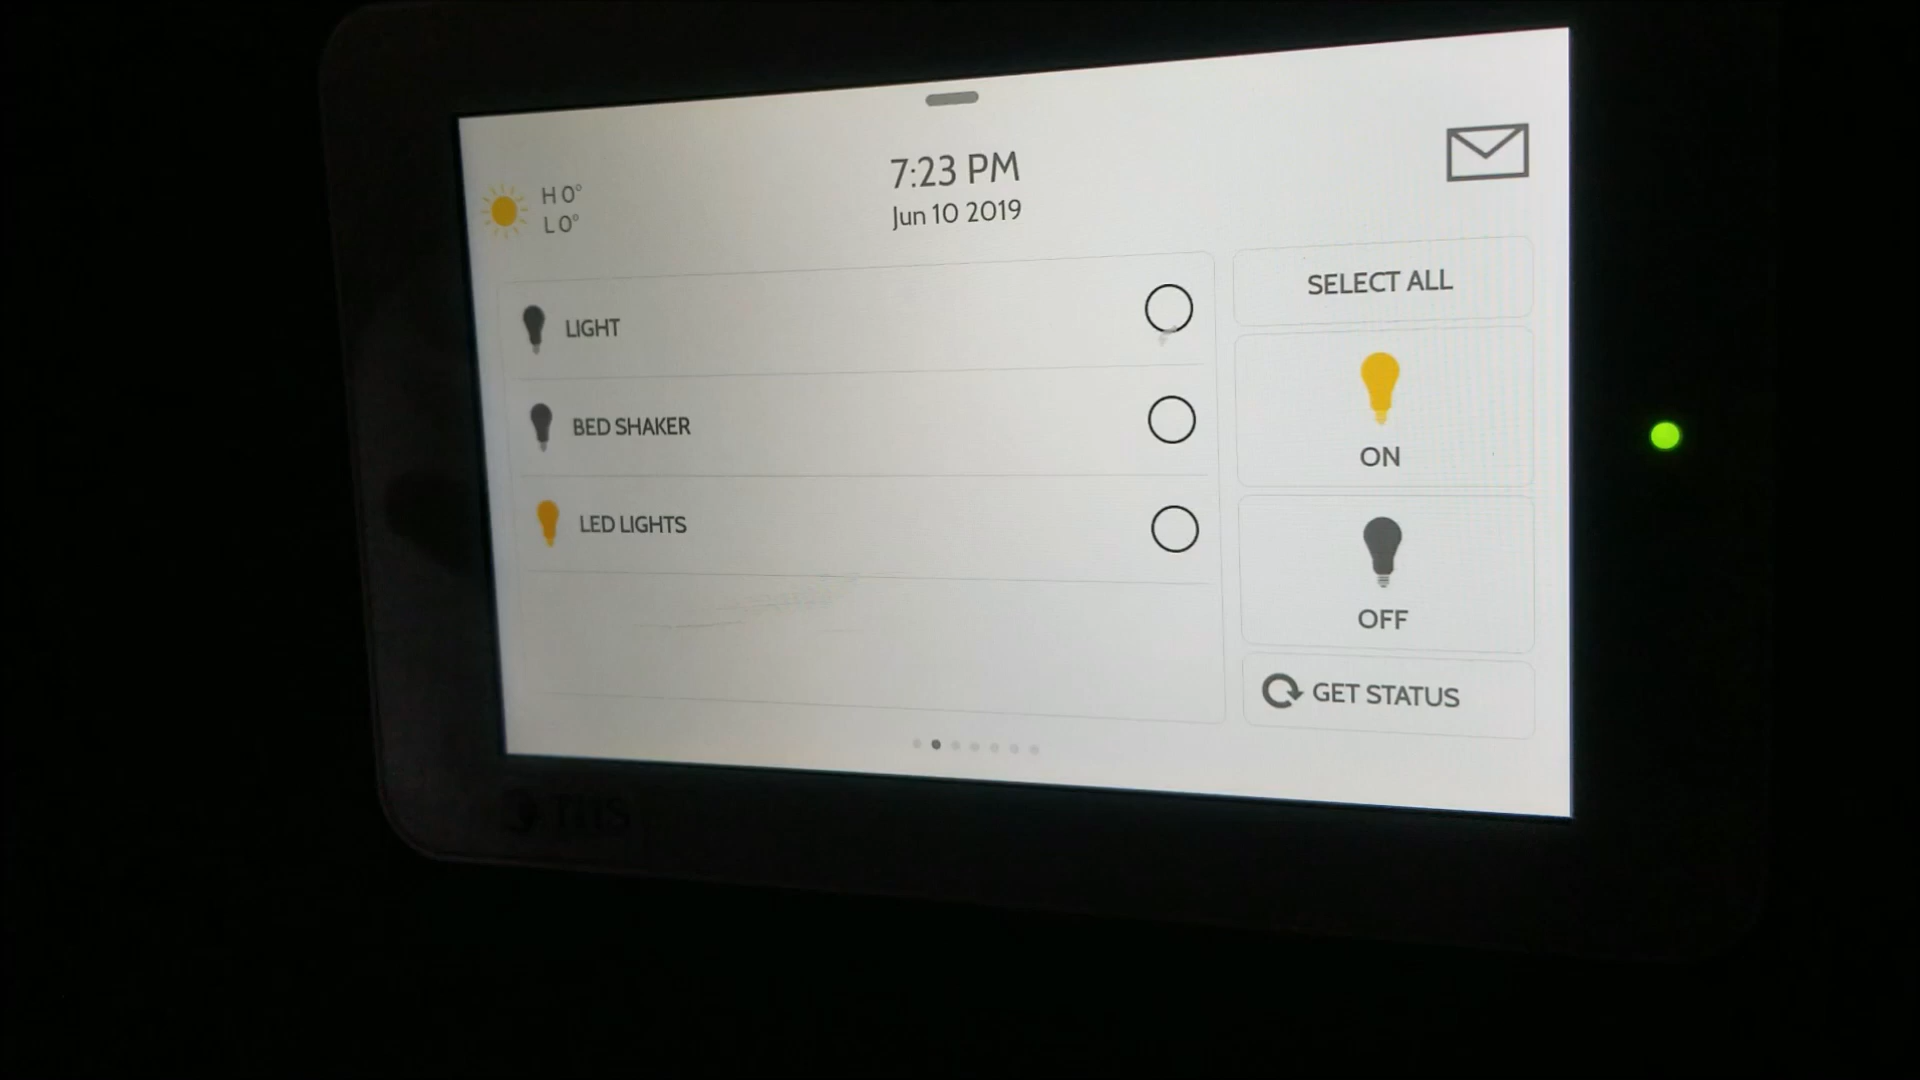 7:23 PM
Jun 10 2019
H 0°
L 0°
LIGHT
BED SHAKER
LED LIGHTS
SELECT ALL
ON
OFF
GET STATUS